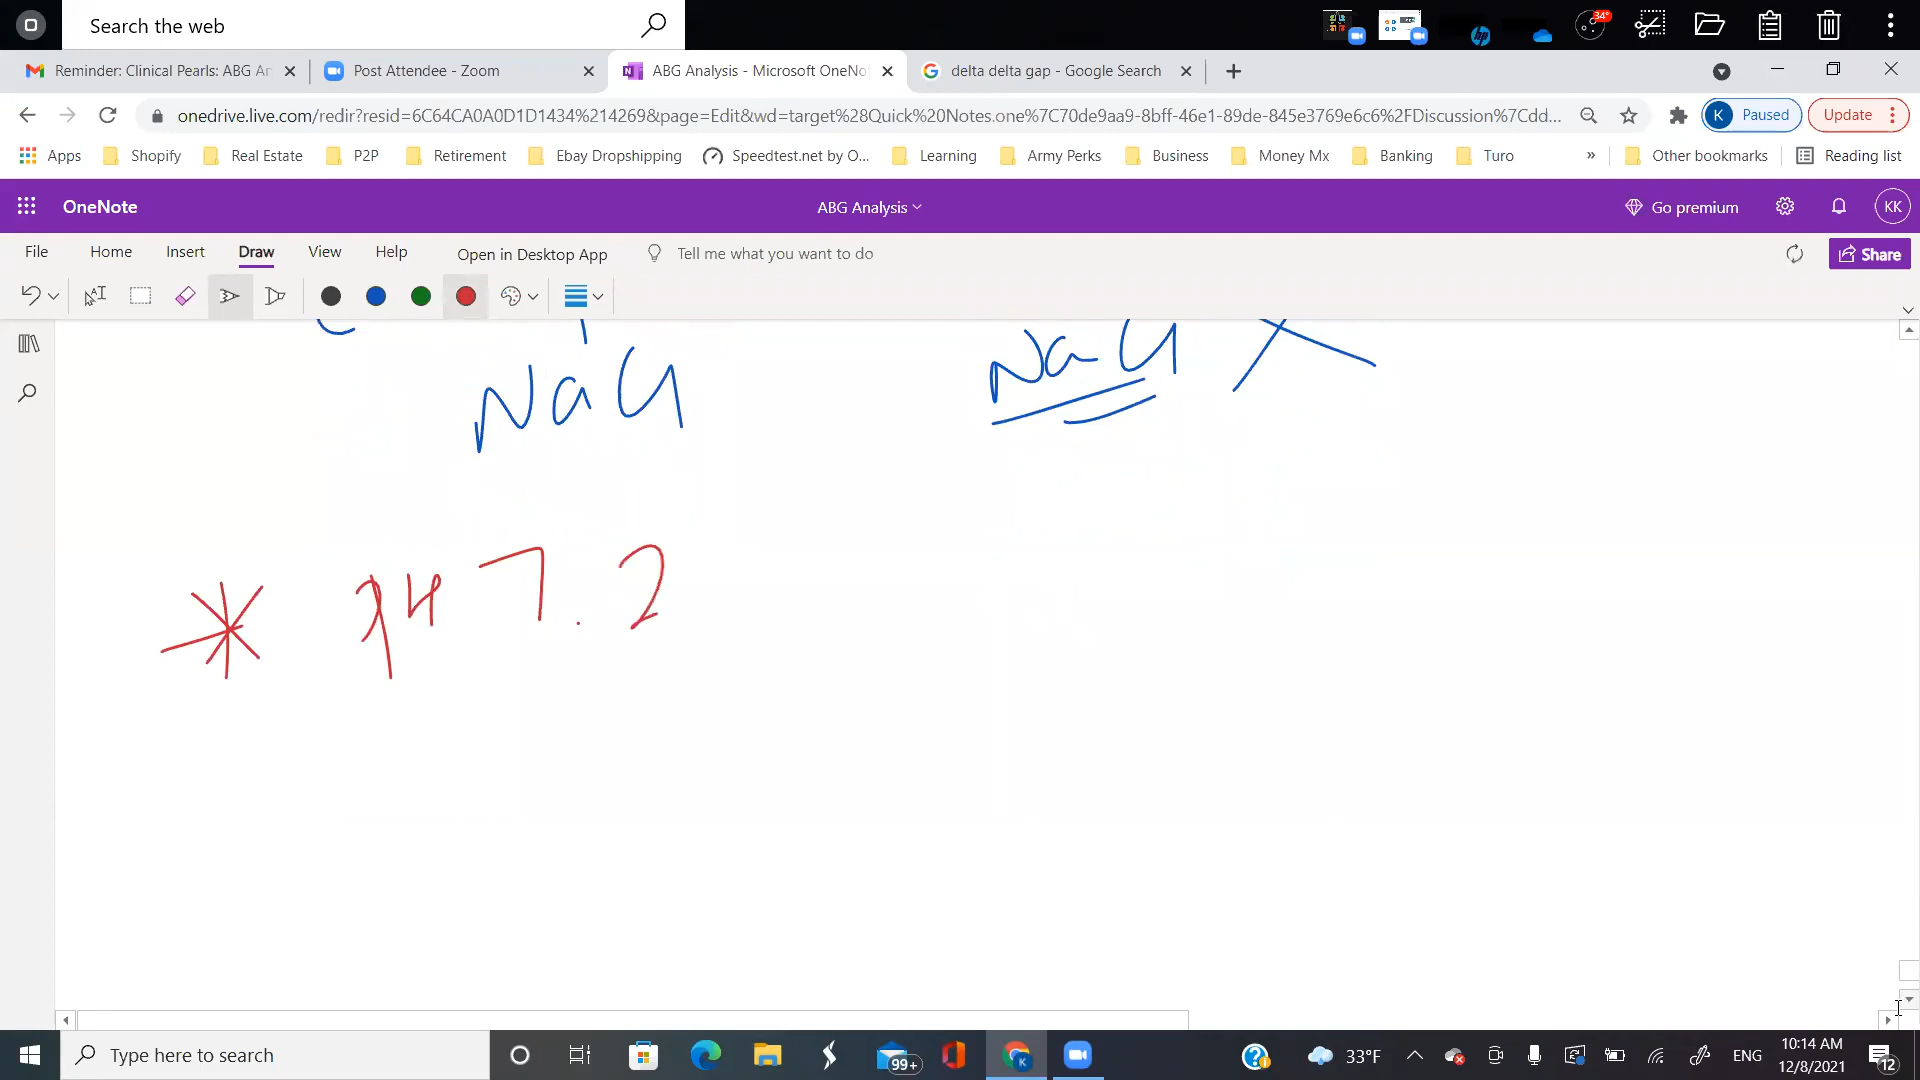 Search the web
34°
Reminder: Clinical Pearls: ABG An
Post Attendee - Zoom
ABG Analysis - Microsoft OneNo
delta delta gap - Google Search
onedrive.live.com/redir?resid=6C64CA0A0D1D1434%214269&page=Edit&wd=target%28Quick%20Notes.one%7C70de9aa9-8bff-46e1-89de-845e3769e6c6%2FDiscussion%7Cdd...
K Paused Update
Apps Shopify Real Estate P2P Retirement Ebay Dropshipping Speedtest.net by O... Learning Army Perks Business Money Mx Banking Turo » Other bookmarks Reading list
OneNote ABG Analysis Go premium KK
File Home Insert Draw View Help Open in Desktop App Tell me what you want to do Share
NaCl NaCl
* pH 7.2
Type here to search 99+ 33°F ENG 10:14 AM
12/8/2021 12